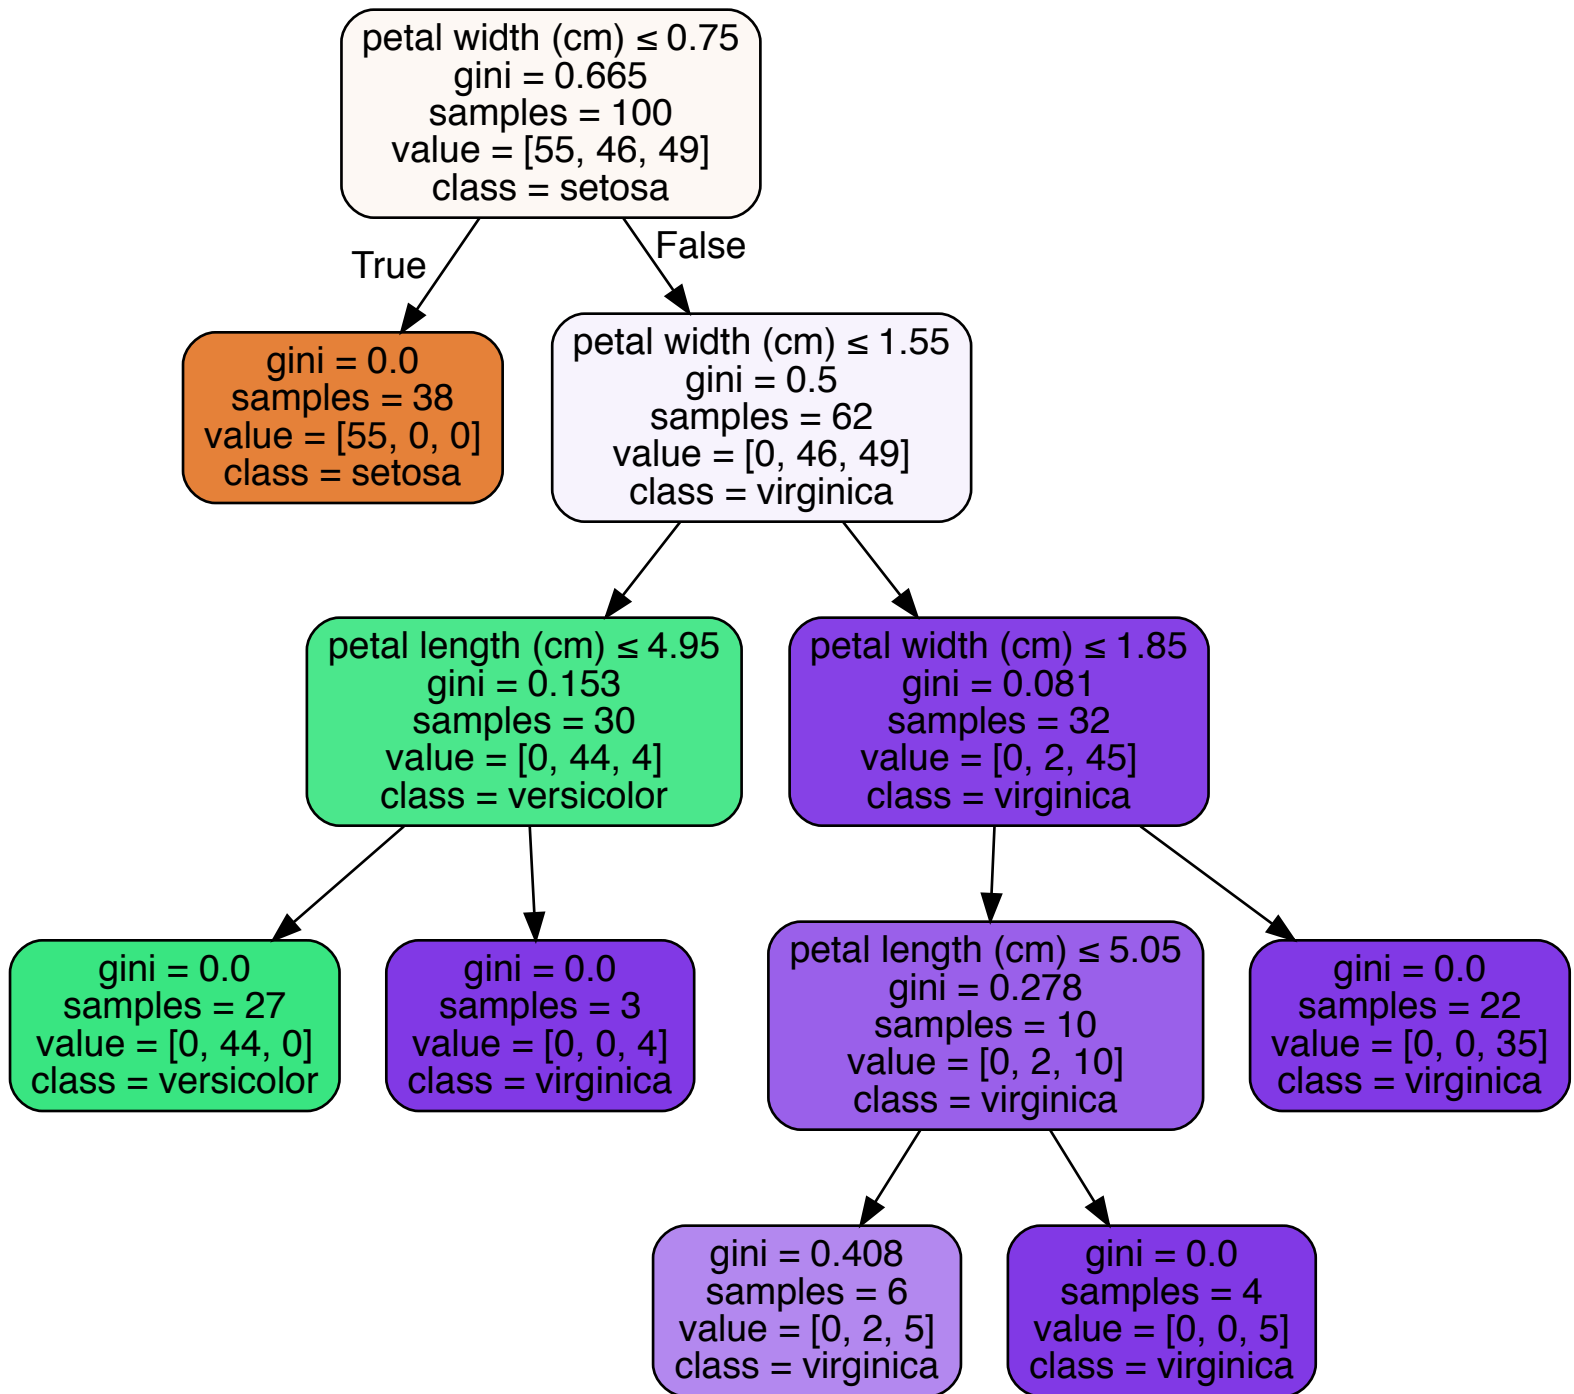 petal width (cm) ≤ 0.75
gini = 0.665
samples = 100
value = [55, 46, 49]
class = setosa
True
False
gini = 0.0
samples = 38
value = [55, 0, 0]
class = setosa
petal width (cm) ≤ 1.55
gini = 0.5
samples = 62
value = [0, 46, 49]
class = virginica
petal length (cm) ≤ 4.95
gini = 0.153
samples = 30
value = [0, 44, 4]
class = versicolor
petal width (cm) ≤ 1.85
gini = 0.081
samples = 32
value = [0, 2, 45]
class = virginica
gini = 0.0
samples = 27
value = [0, 44, 0]
class = versicolor
gini = 0.0
samples = 3
value = [0, 0, 4]
class = virginica
petal length (cm) ≤ 5.05
gini = 0.278
samples = 10
value = [0, 2, 10]
class = virginica
gini = 0.0
samples = 22
value = [0, 0, 35]
class = virginica
gini = 0.408
samples = 6
value = [0, 2, 5]
class = virginica
gini = 0.0
samples = 4
value = [0, 0, 5]
class = virginica